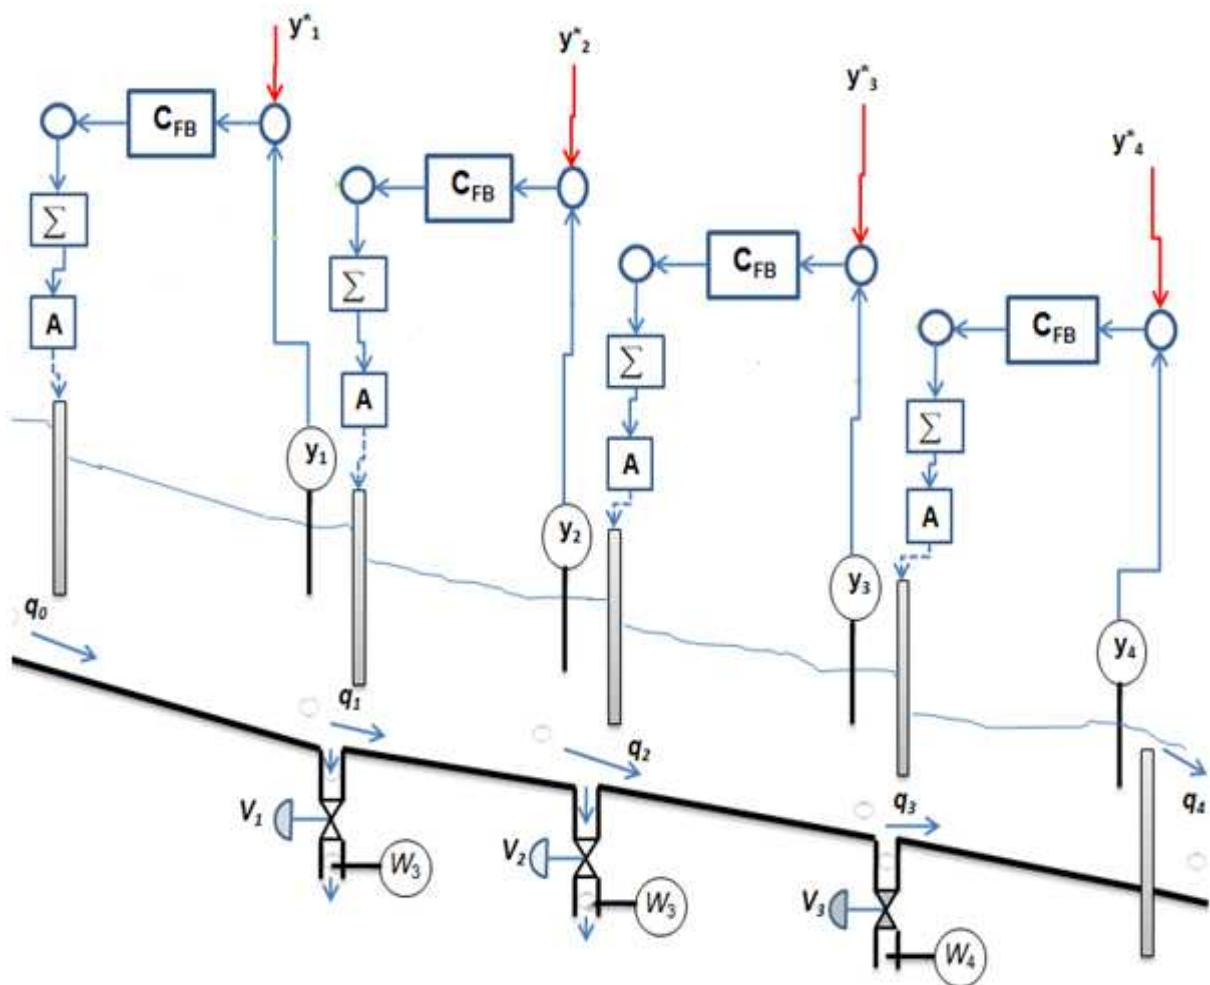 y*1
y*2
y*3
y*4
CFB
CFB
CFB
CFB
Σ
Σ
Σ
Σ
A
A
A
A
y1
y2
y3
y4
q0
q1
q2
q3
q4
V1
W3
V2
W3
V3
W4